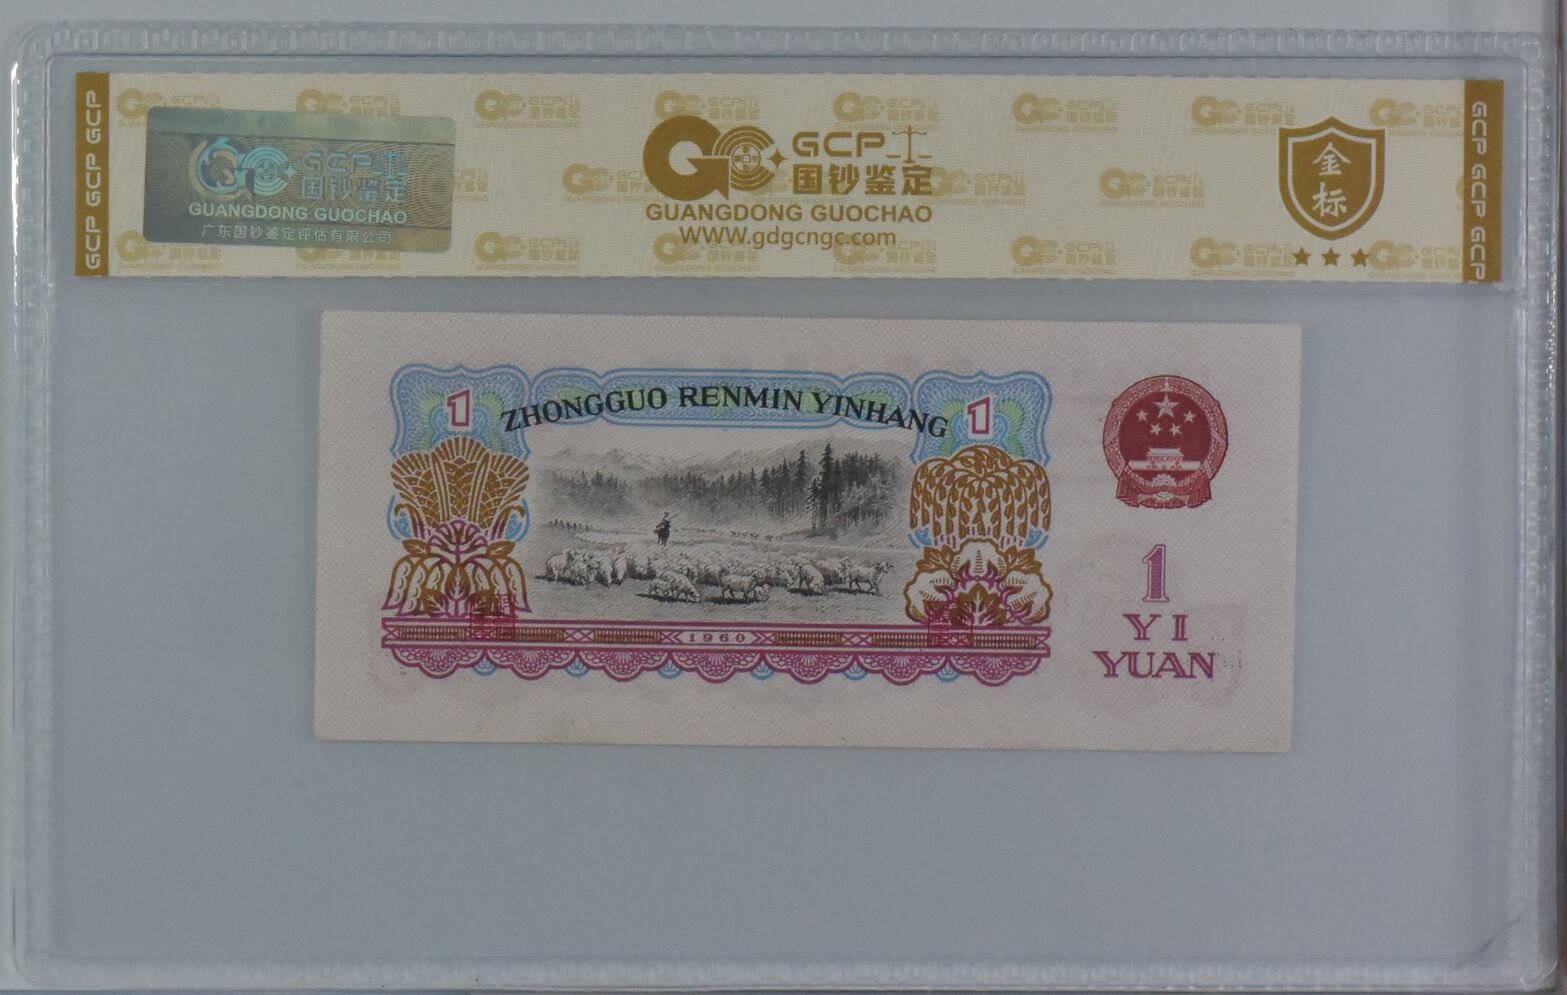 GCP GCP GCP
GCP
国钞鉴定
GUANGDONG GUOCHAO
广东国钞鉴定评估有限公司
GCP
国钞鉴定
GUANGDONG GUOCHAO
WWW.gdgcngc.com
金
标
GCP GCP GCP
1
ZHONGGUO RENMIN YINHANG
1
1960
1
YI
YUAN